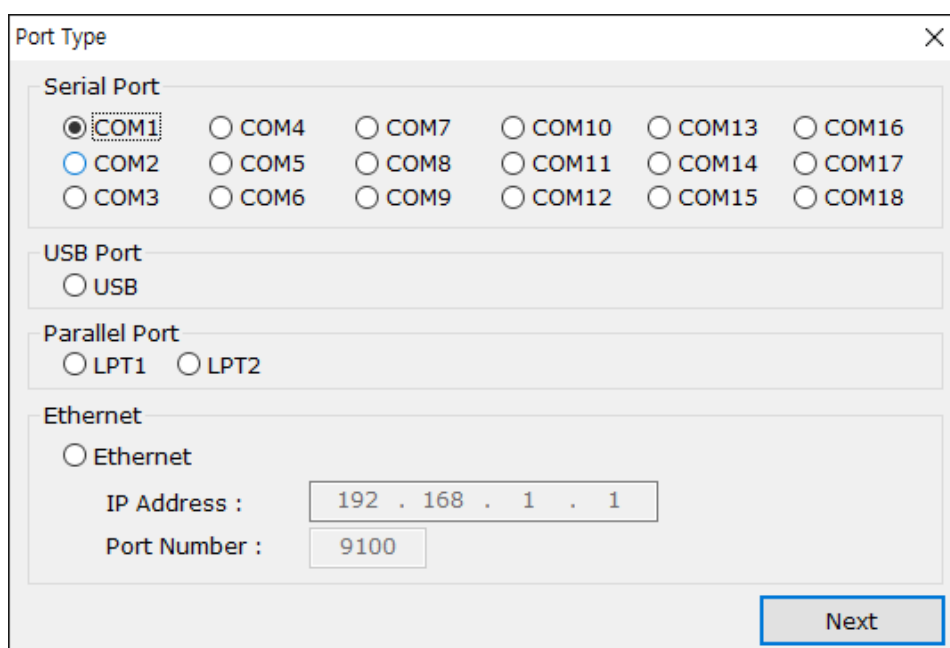 Port Type
Serial Port
COM1 COM4 COM7 COM10 COM13 COM16
COM2 COM5 COM8 COM11 COM14 COM17
COM3 COM6 COM9 COM12 COM15 COM18
USB Port
USB
Parallel Port
LPT1 LPT2
Ethernet
Ethernet
IP Address : 192 . 168 . 1 . 1
Port Number : 9100
Next